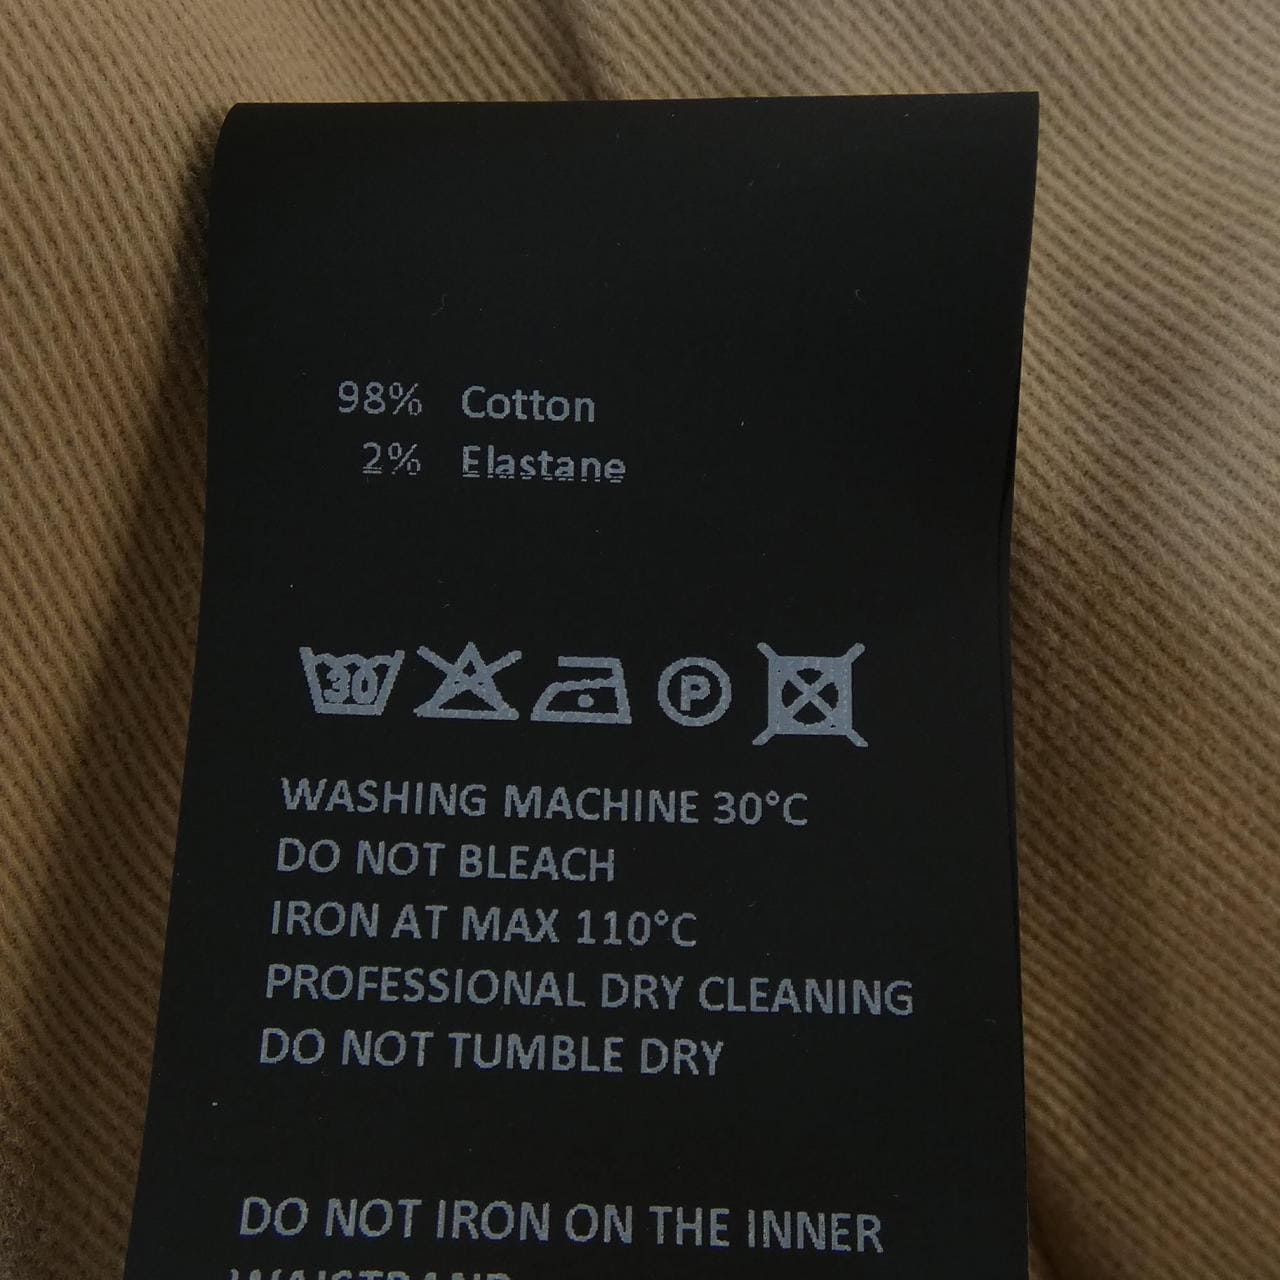 98% Cotton
2% Elastane
30 P
WASHING MACHINE 30°C
DO NOT BLEACH
IRON AT MAX 110°C
PROFESSIONAL DRY CLEANING
DO NOT TUMBLE DRY
DO NOT IRON ON THE INNER
WAISTBAND